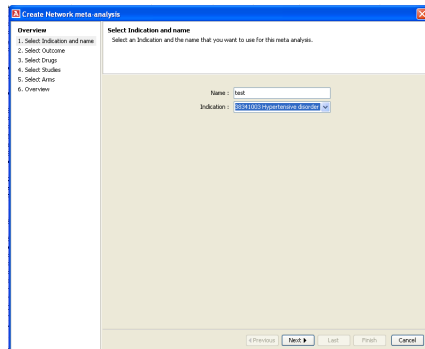 Create Network meta-analysis
Overview
1. Select Indication and name
2. Select Outcome
3. Select Drugs
4. Select Studies
5. Select Arms
6. Overview
Select Indication and name
Select an Indication and the name that you want to use for this meta analysis.
Name : test
Indication : 38341003 Hypertensive disorder
Previous Next Last Finish Cancel